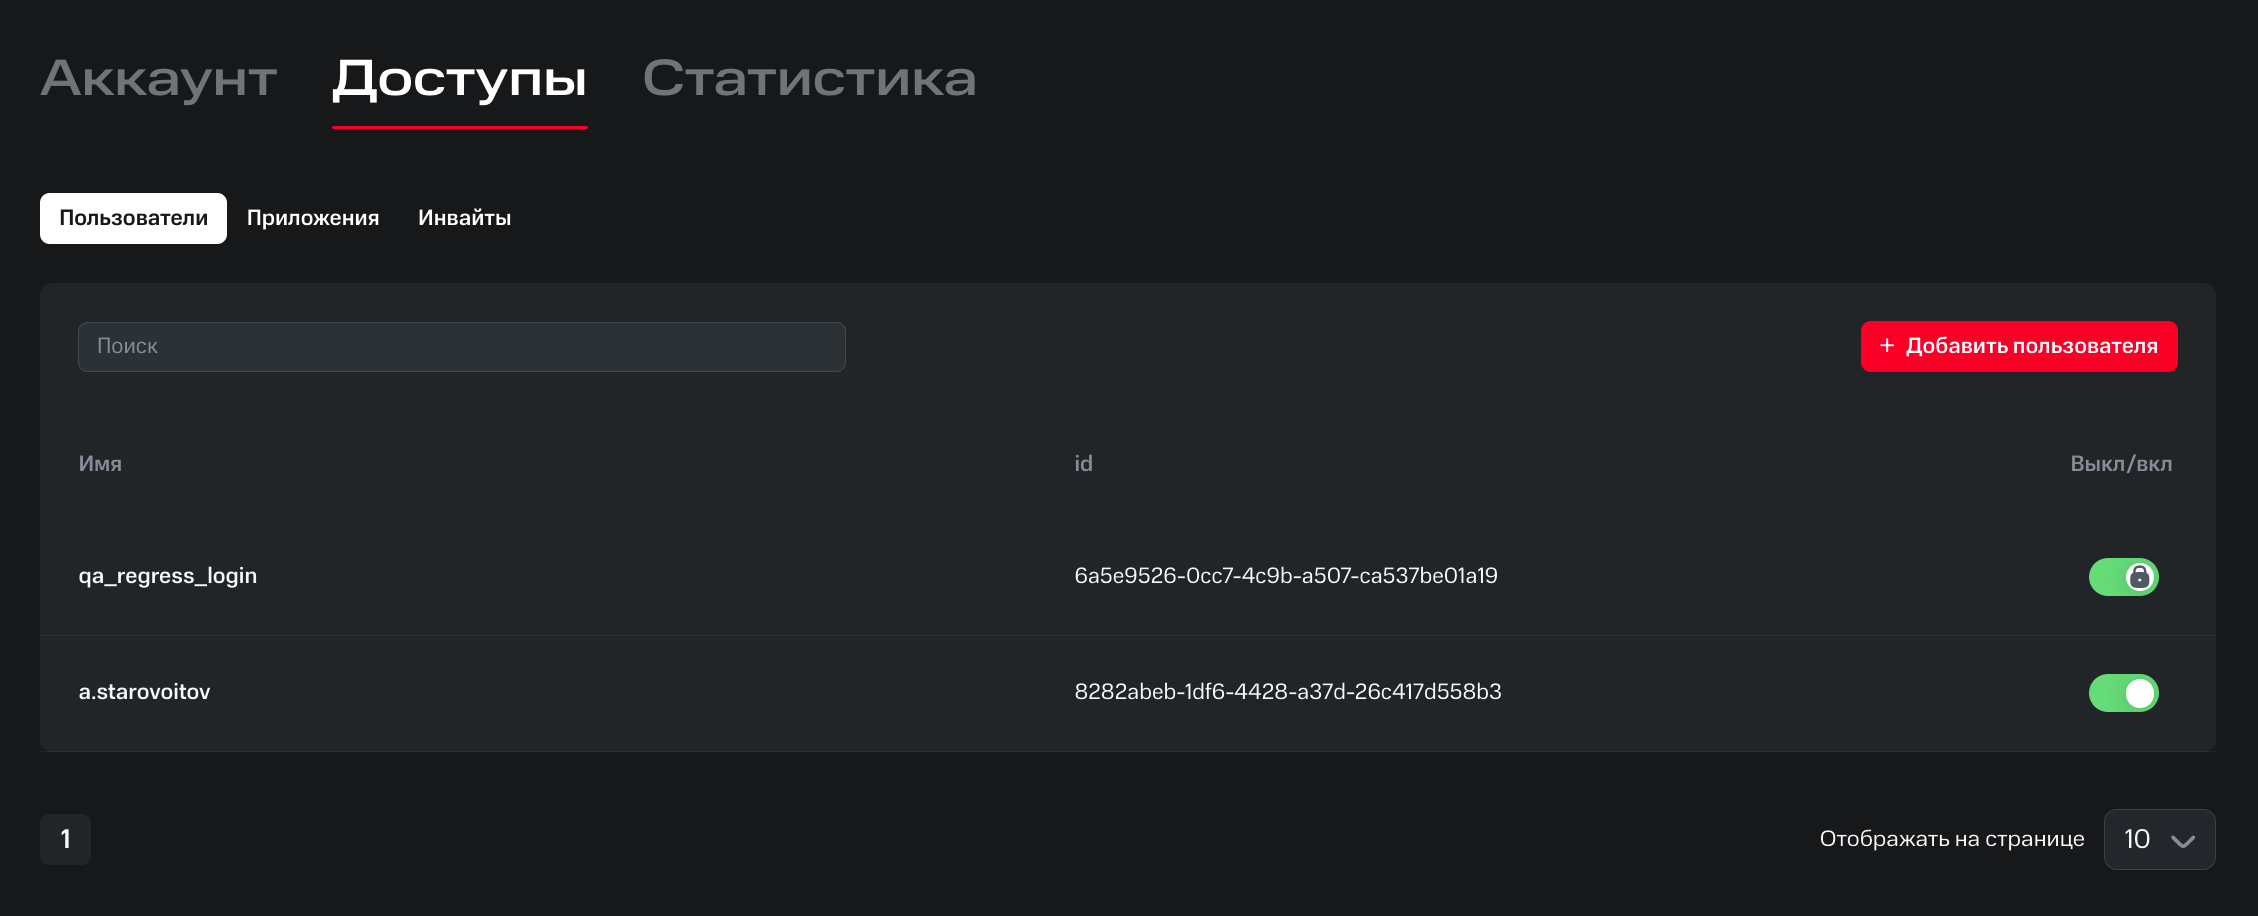 Аккаунт Доступы Статистика
Пользователи Приложения Инвайты
Поиск + Добавить пользователя
Имя id Выкл/вкл
qa_regress_login 6a5e9526-0cc7-4c9b-a507-ca537be01a19
a.starovoitov 8282abeb-1df6-4428-a37d-26c417d558b3
1 Отображать на странице 10